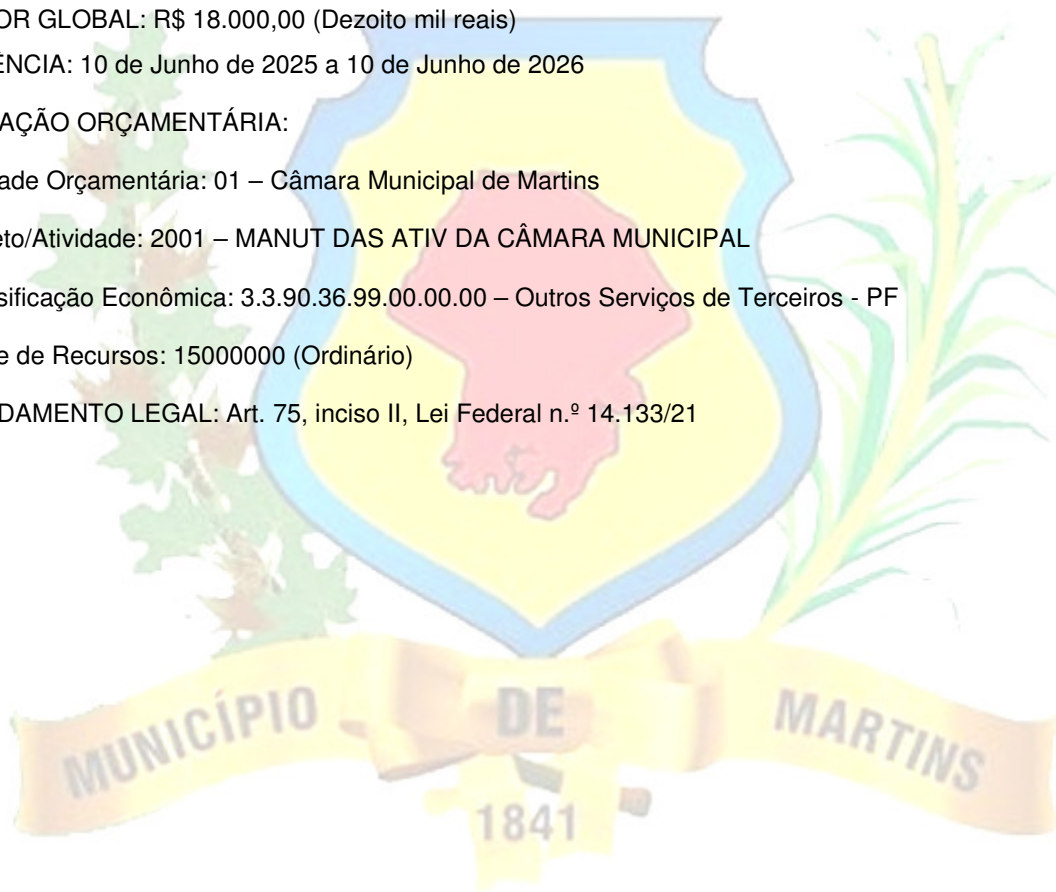 OR GLOBAL: R$ 18.000,00 (Dezoito mil reais)
ÊNCIA: 10 de Junho de 2025 a 10 de Junho de 2026
AÇÃO ORÇAMENTÁRIA:
ade Orçamentária: 01 – Câmara Municipal de Martins
eto/Atividade: 2001 – MANUT DAS ATIV DA CÂMARA MUNICIPAL
sificação Econômica: 3.3.90.36.99.00.00.00 – Outros Serviços de Terceiros - PF
e de Recursos: 15000000 (Ordinário)
DAMENTO LEGAL: Art. 75, inciso II, Lei Federal n.º 14.133/21
MUNICÍPIO DE MARTINS
1841